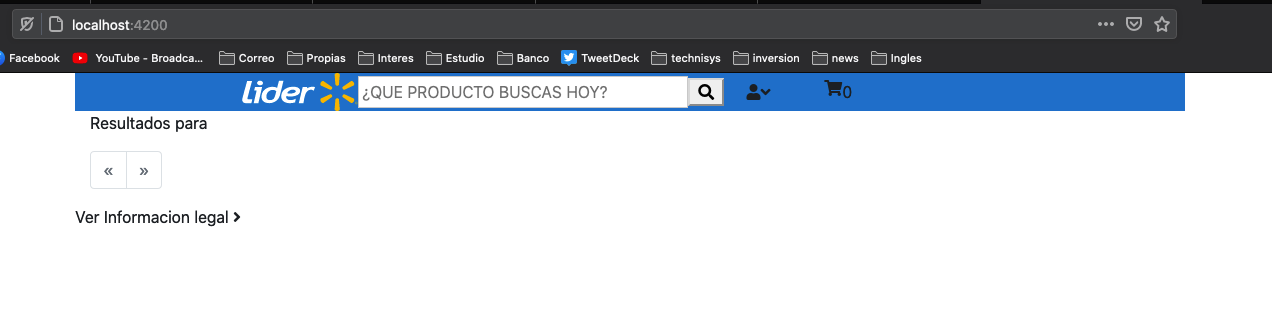 localhost:4200
Facebook YouTube - Broadca... Correo Propias Interes Estudio Banco TweetDeck technisys inversion news Ingles
Lider ¿QUE PRODUCTO BUSCAS HOY? 0
Resultados para
« »
Ver Informacion legal